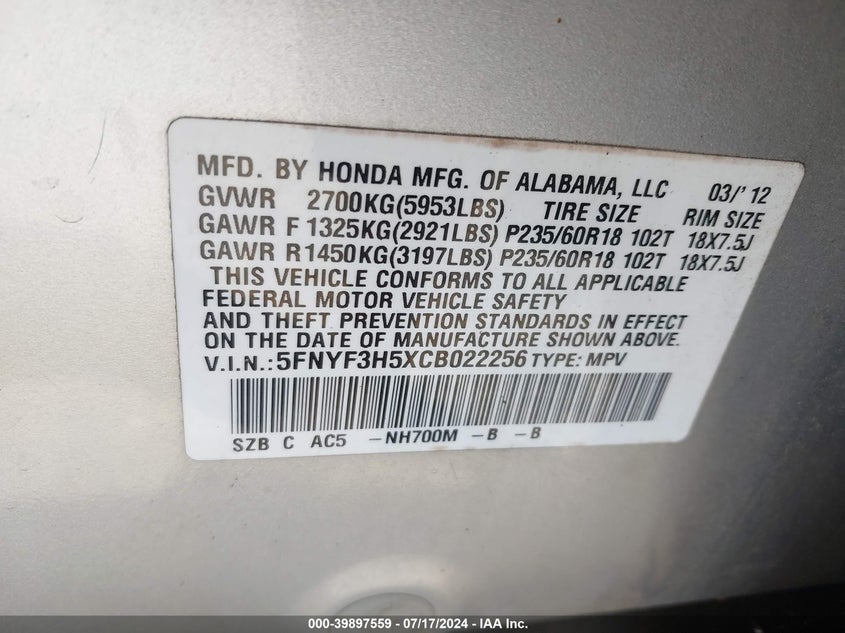 MFD. BY HONDA MFG. OF ALABAMA, LLC 03/'12
GVWR 2700KG(5953LBS) TIRE SIZE RIM SIZE
GAWR F 1325KG(2921LBS) P235/60R18 102T 18X7.5J
GAWR R1450KG(3197LBS) P235/60R18 102T 18X7.5J
THIS VEHICLE CONFORMS TO ALL APPLICABLE
FEDERAL MOTOR VEHICLE SAFETY
AND THEFT PREVENTION STANDARDS IN EFFECT
ON THE DATE OF MANUFACTURE SHOWN ABOVE.
V.I.N.:5FNYF3H5XCB022256 TYPE: MPV
SZB C AC5 -NH700M -B -B
000-39897559 - 07/17/2024 - IAA Inc.